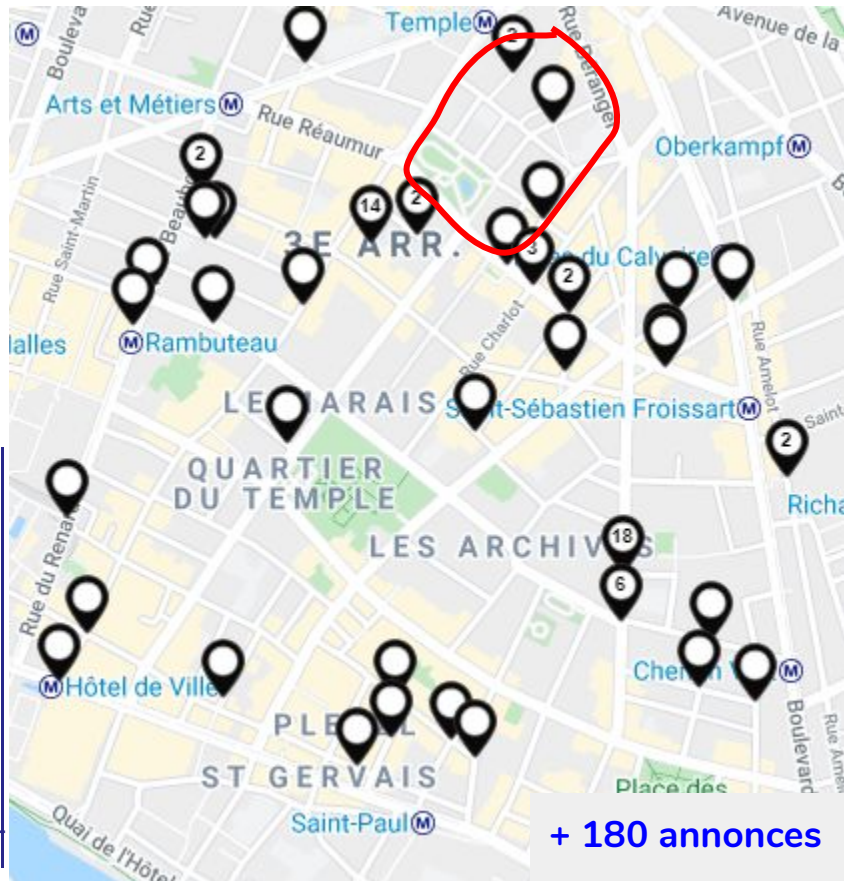 Temple
Avenue de la
Rue Béranger
2
Arts et Métiers
Rue Réaumur
Oberkampf
2
Rue Saint-Martin
14
2
3E ARR.
3
du Calvaire
2
Rue Charlot
Rambuteau
Rue Amelot
LE MARAIS
Saint-Sébastien Froissart
2
QUARTIER
DU TEMPLE
18
LES ARCHIVES
6
Rue du Renard
Hôtel de Ville
Boulevard
ST GERVAIS
Place des
Saint-Paul
Quai de l'Hôtel
+ 180 annonces